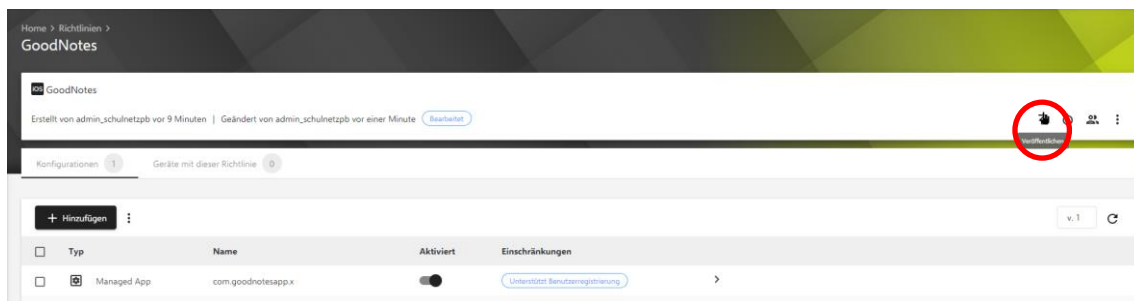 Home > Richtlinien >
GoodNotes
iOS GoodNotes
Erstellt von admin_schulnetzpb vor 9 Minuten | Geändert von admin_schulnetzpb vor einer Minute Bearbeitet
Veröffentlichen
Konfigurationen 1 Geräte mit dieser Richtlinie 0
+ Hinzufügen v. 1
Typ Name Aktiviert Einschränkungen
Managed App com.goodnotesapp.x Unterstützt Benutzerregistrierung >